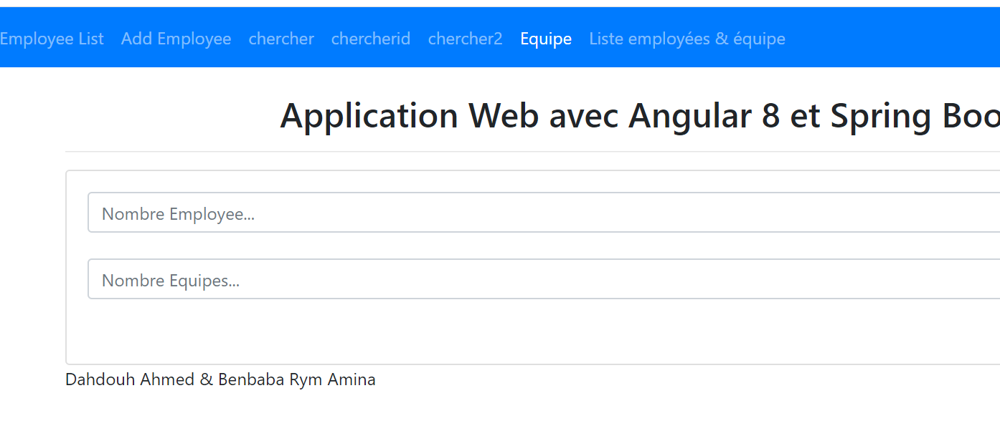 Employee List Add Employee chercher chercherid chercher2 Equipe Liste employées & équipe
Application Web avec Angular 8 et Spring Boo
Nombre Employee...
Nombre Equipes...
Dahdouh Ahmed & Benbaba Rym Amina